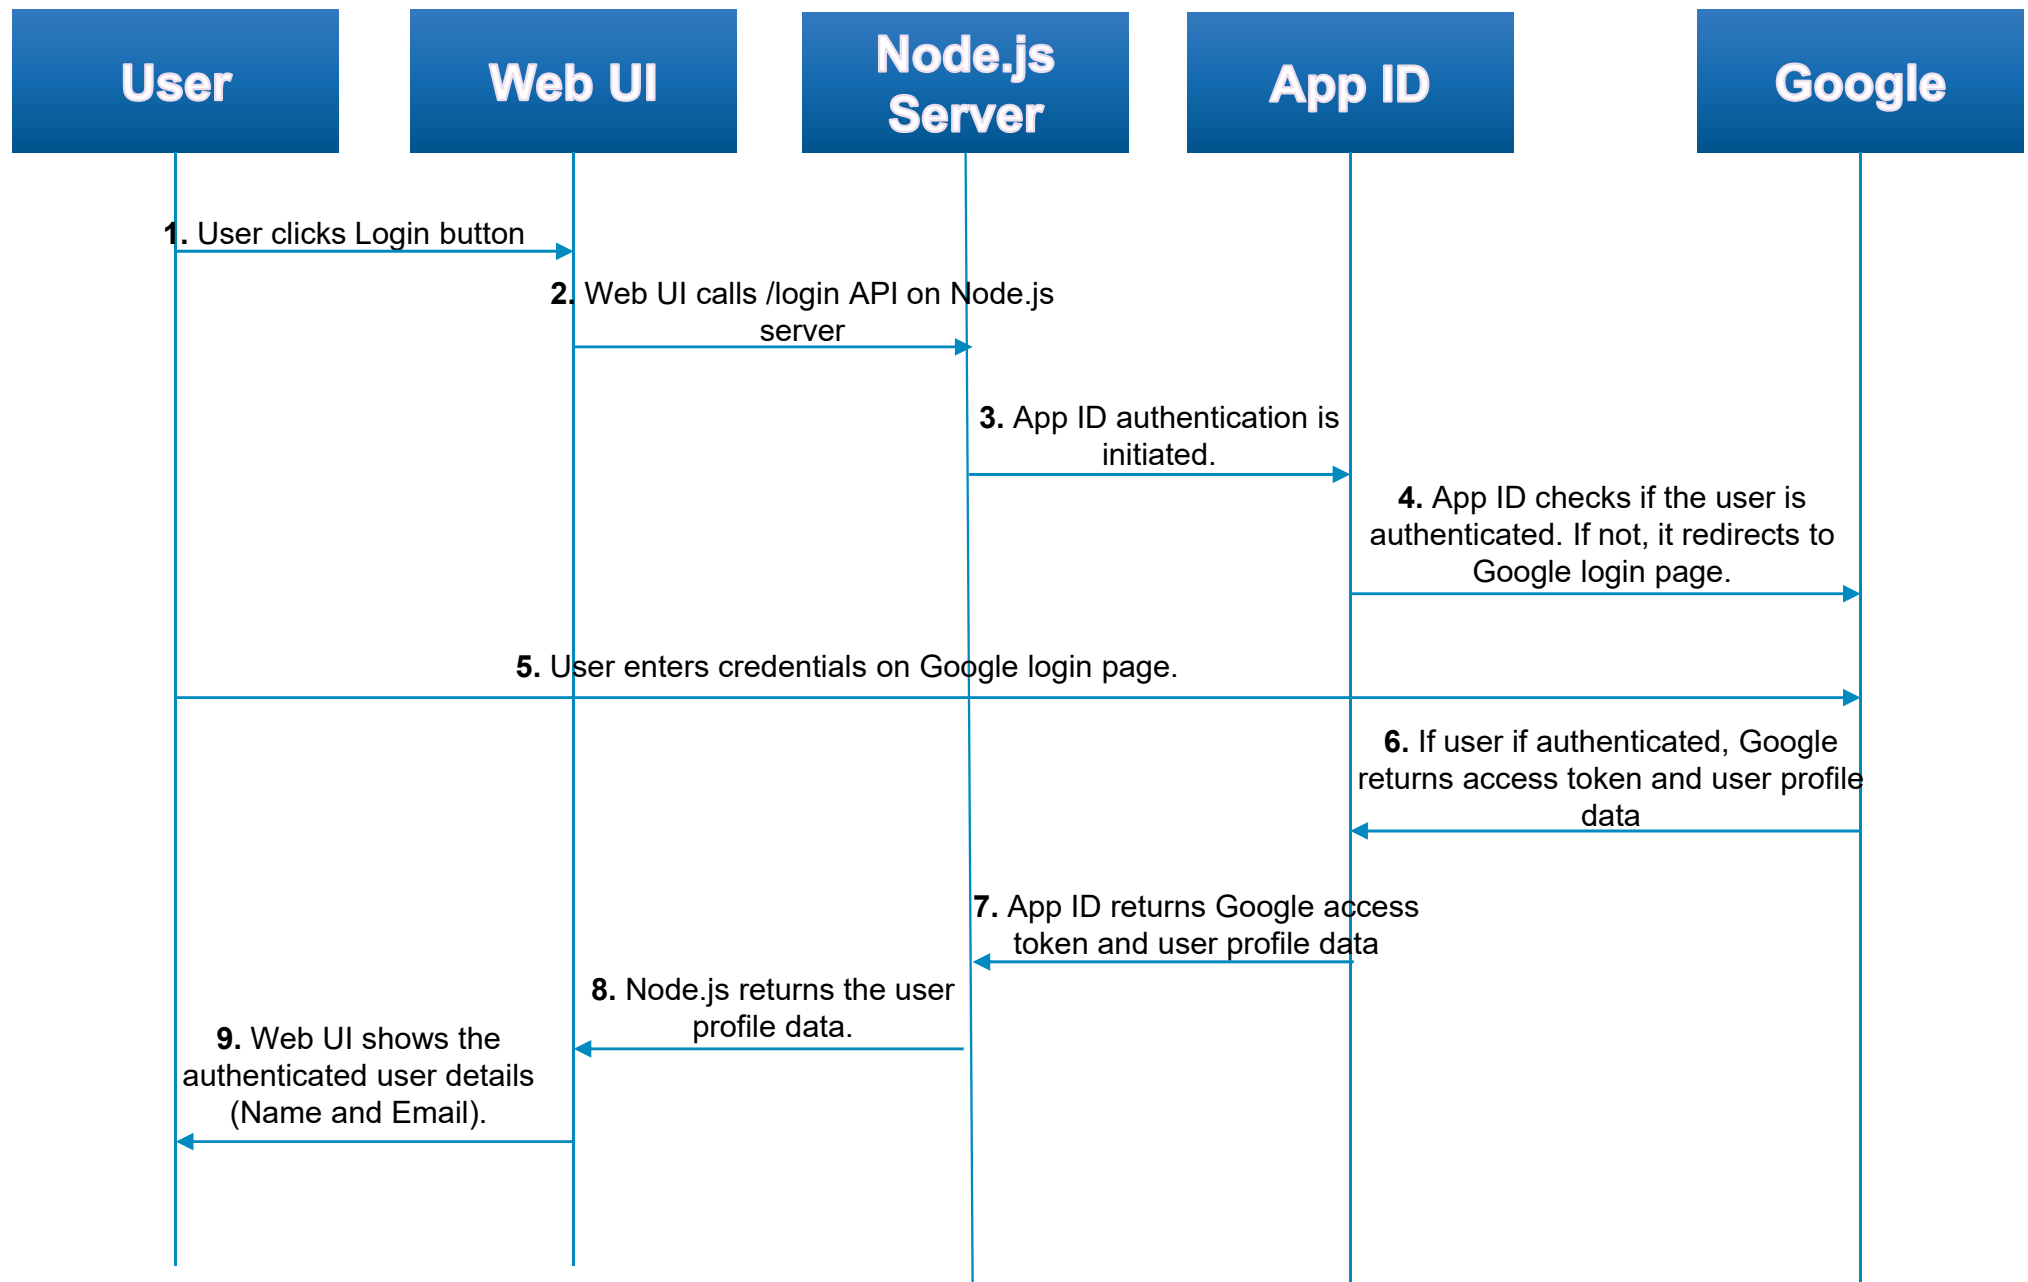 User
Web UI
Node.js
Server
App ID
Google
1. User clicks Login button
2. Web UI calls /login API on Node.js
server
3. App ID authentication is
initiated.
4. App ID checks if the user is
authenticated. If not, it redirects to
Google login page.
5. User enters credentials on Google login page.
6. If user if authenticated, Google
returns access token and user profile
data
7. App ID returns Google access
token and user profile data
8. Node.js returns the user
profile data.
9. Web UI shows the
authenticated user details
(Name and Email).